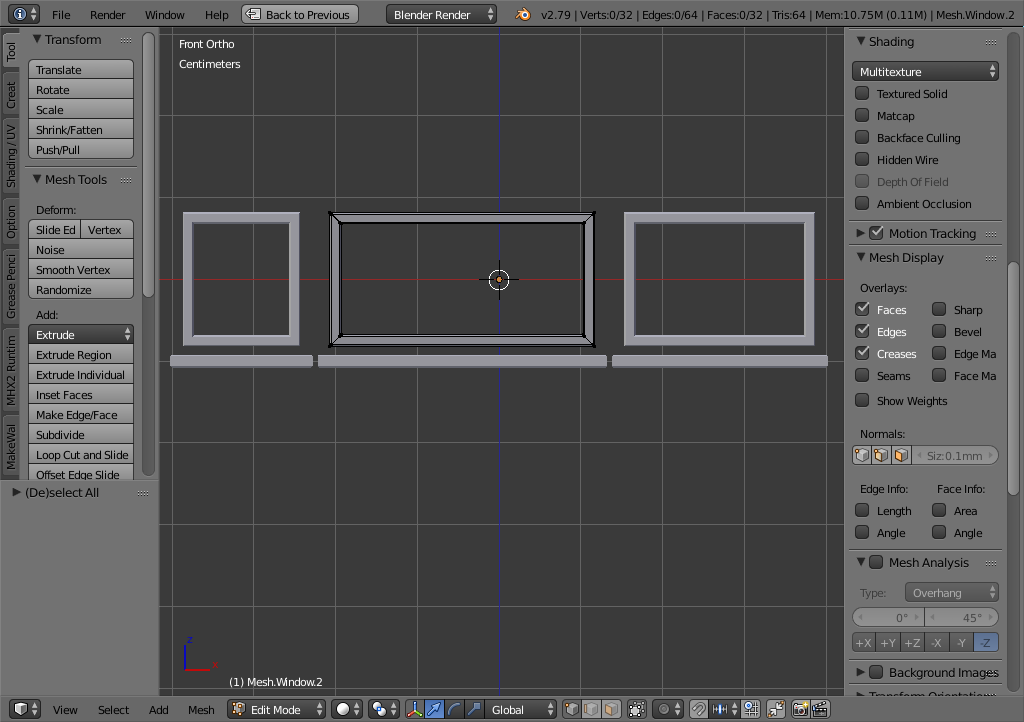 File Render Window Help Back to Previous Blender Render v2.79 | Verts:0/32 | Edges:0/64 | Faces:0/32 | Tris:64 | Mem:10.75M (0.11M) | Mesh.Window.2
Tool
Creat
Shading / UV
Option
Grease Penci
MHX2 Runtim
MakeWal
Transform
Translate
Rotate
Scale
Shrink/Fatten
Push/Pull
Mesh Tools
Deform:
Slide Ed Vertex
Noise
Smooth Vertex
Randomize
Add:
Extrude
Extrude Region
Extrude Individual
Inset Faces
Make Edge/Face
Subdivide
Loop Cut and Slide
Offset Edge Slide
(De)select All
Front Ortho
Centimeters
z
x
(1) Mesh.Window.2
Shading
Multitexture
Textured Solid
Matcap
Backface Culling
Hidden Wire
Depth Of Field
Ambient Occlusion
Motion Tracking
Mesh Display
Overlays:
Faces Sharp
Edges Bevel
Creases Edge Ma
Seams Face Ma
Show Weights
Normals:
Siz:0.1mm
Edge Info: Face Info:
Length Area
Angle Angle
Mesh Analysis
Type: Overhang
0° 45°
+X +Y +Z -X -Y -Z
Background Images
Transform Orientation
View Select Add Mesh Edit Mode Global